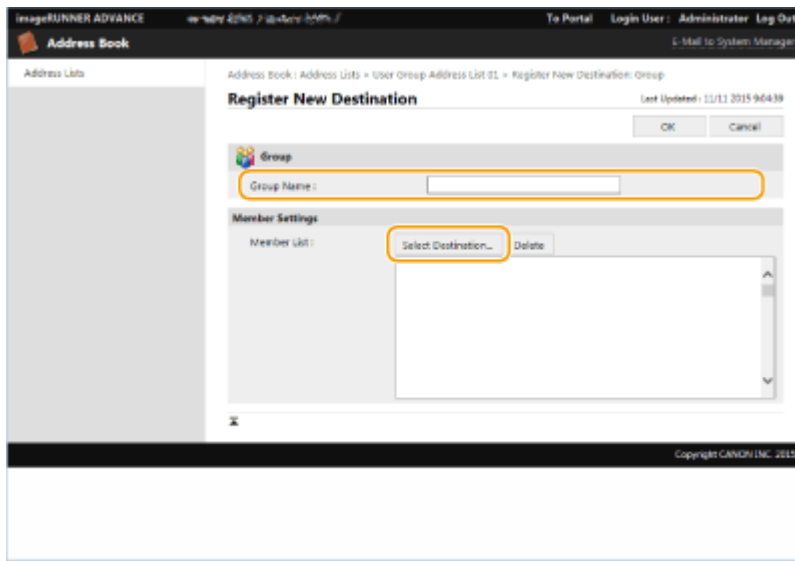 imageRUNNER ADVANCE To Portal Login User : Administrator Log Out
Address Book E-Mail to System Manager
Address Lists
Address Book : Address Lists > User Group Address List 01 > Register New Destination: Group
Register New Destination Last Updated : 11/11 2015 9:04:39
OK Cancel
Group
Group Name :
Member Settings
Member List :
Select Destination... Delete
Copyright CANON INC. 2015